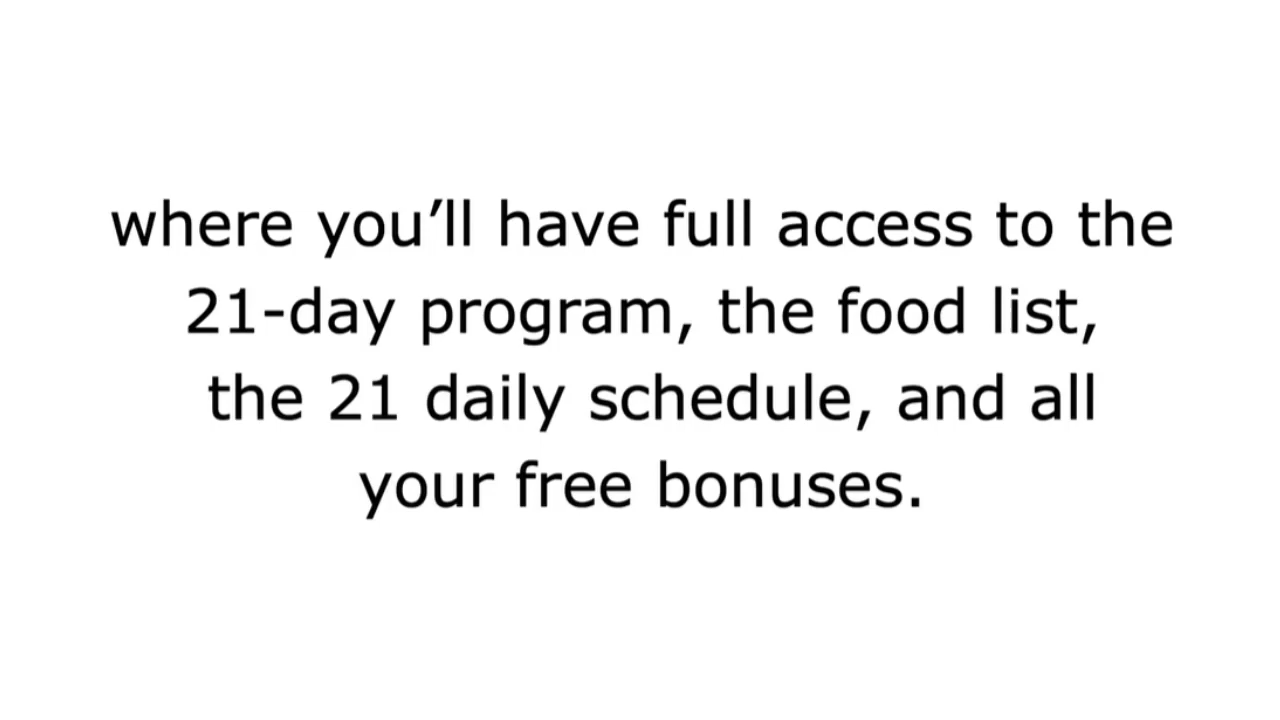 where you’ll have full access to the
21-day program, the food list,
the 21 daily schedule, and all
your free bonuses.